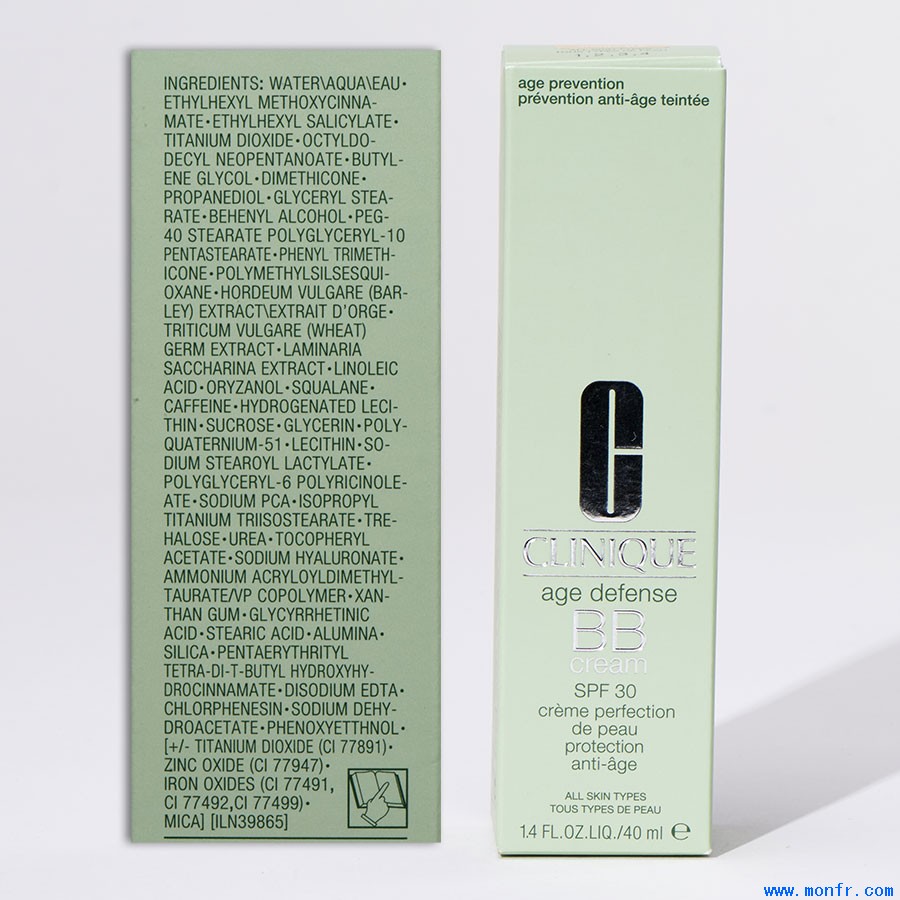 INGREDIENTS: WATER\AQUA\EAU•
ETHYLHEXYL METHOXYCINNA-
MATE•ETHYLHEXYL SALICYLATE•
TITANIUM DIOXIDE•OCTYLDO-
DECYL NEOPENTANOATE•BUTYL-
ENE GLYCOL•DIMETHICONE•
PROPANEDIOL•GLYCERYL STEA-
RATE•BEHENYL ALCOHOL•PEG-
40 STEARATE POLYGLYCERYL-10
PENTASTEARATE•PHENYL TRIMETH-
ICONE•POLYMETHYLSILSESQUI-
OXANE•HORDEUM VULGARE (BAR-
LEY) EXTRACT\EXTRAIT D'ORGE•
TRITICUM VULGARE (WHEAT)
GERM EXTRACT•LAMINARIA
SACCHARINA EXTRACT•LINOLEIC
ACID•ORYZANOL•SQUALANE•
CAFFEINE•HYDROGENATED LECI-
THIN•SUCROSE•GLYCERIN•POLY-
QUATERNIUM-51•LECITHIN•SO-
DIUM STEAROYL LACTYLATE•
POLYGLYCERYL-6 POLYRICINOLE-
ATE•SODIUM PCA•ISOPROPYL
TITANIUM TRIISOSTEARATE•TRE-
HALOSE•UREA•TOCOPHERYL
ACETATE•SODIUM HYALURONATE•
AMMONIUM ACRYLOYLDIMETHYL-
TAURATE/VP COPOLYMER•XAN-
THAN GUM•GLYCYRRHETINIC
ACID•STEARIC ACID•ALUMINA•
SILICA•PENTAERYTHRITYL
TETRA-DI-T-BUTYL HYDROXYHY-
DROCINNAMATE•DISODIUM EDTA•
CHLORPHENESIN•SODIUM DEHY-
DROACETATE•PHENOXYETTHNOL•
[+/- TITANIUM DIOXIDE (CI 77891)•
ZINC OXIDE (CI 77947)•
IRON OXIDES (CI 77491,
CI 77492,CI 77499)•
MICA] [ILN39865]
age prevention
prévention anti-âge teintée
CLINIQUE
age defense
BB
cream
SPF 30
crème perfection
de peau
protection
anti-âge
ALL SKIN TYPES
TOUS TYPES DE PEAU
1.4 FL.OZ.LIQ./40 ml ℮
www.monfr.com